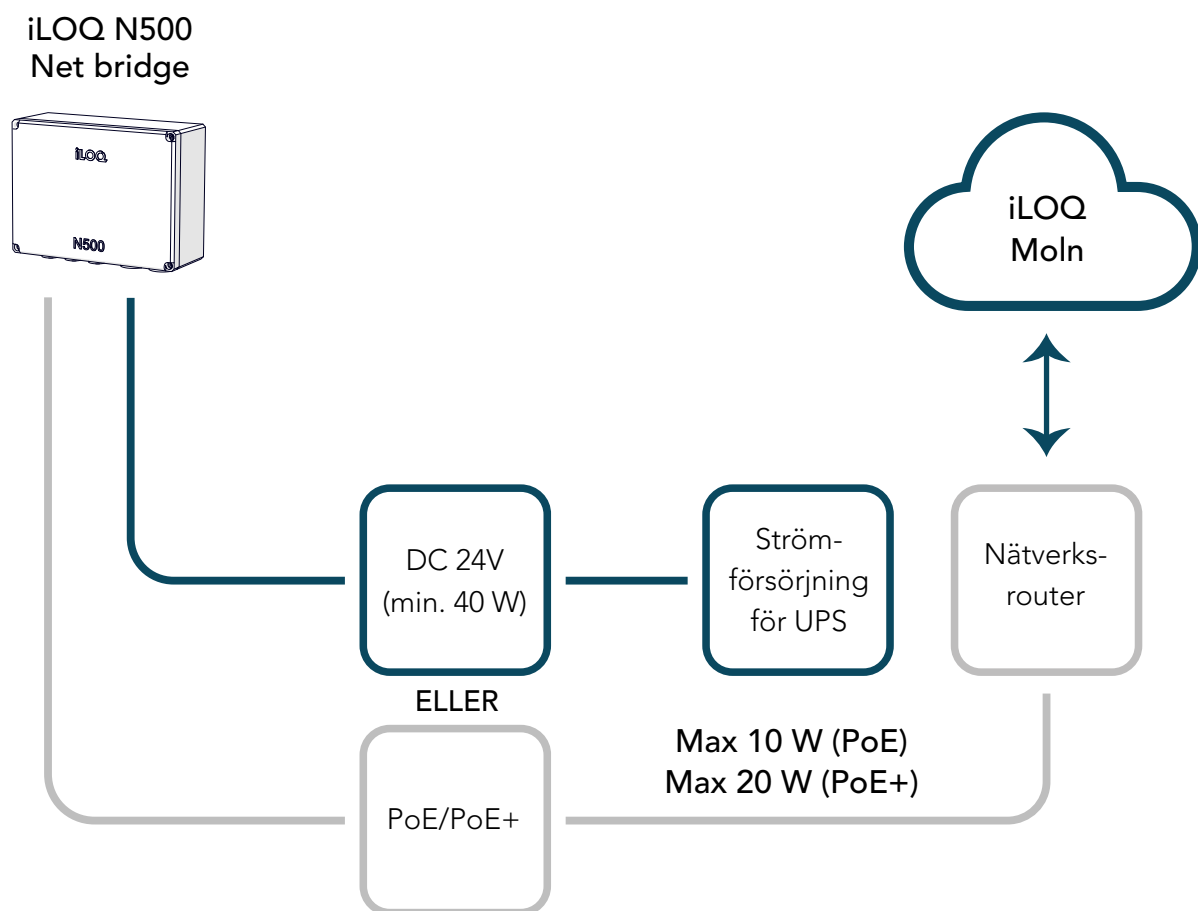 iLOQ N500
Net bridge
iLOQ
N500
iLOQ
Moln
DC 24V
(min. 40 W)
Ström-
försörjning
för UPS
Nätverks-
router
ELLER
Max 10 W (PoE)
Max 20 W (PoE+)
PoE/PoE+